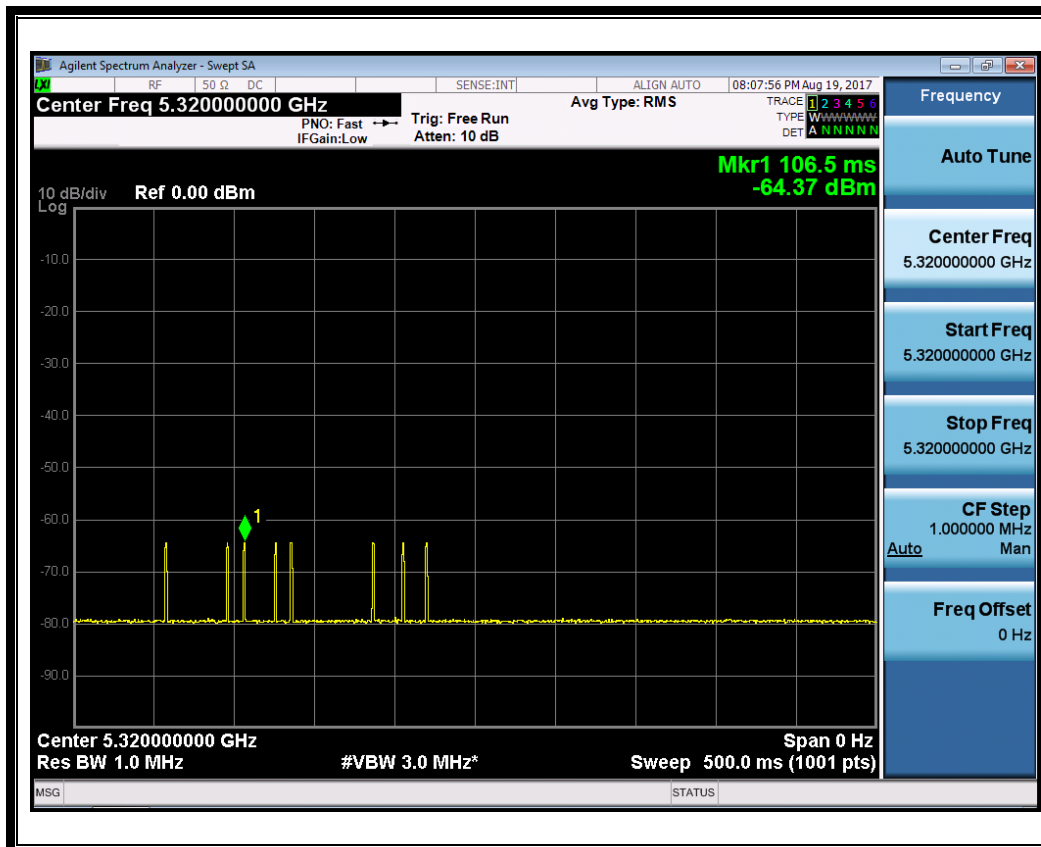 Agilent Spectrum Analyzer - Swept SA
LXI RF 50 Ω DC SENSE:INT ALIGN AUTO 08:07:56 PM Aug 19, 2017
Center Freq 5.320000000 GHz
PNO: Fast
IFGain:Low
Trig: Free Run
Atten: 10 dB
Avg Type: RMS
TRACE 1 2 3 4 5 6
TYPE WWWWWWW
DET A N N N N N
Mkr1 106.5 ms
-64.37 dBm
10 dB/div Ref 0.00 dBm
Log
-10.0
-20.0
-30.0
-40.0
-50.0
-60.0
1
-70.0
-80.0
-90.0
Center 5.320000000 GHz Span 0 Hz
Res BW 1.0 MHz #VBW 3.0 MHz* Sweep 500.0 ms (1001 pts)
MSG STATUS
Frequency
Auto Tune
Center Freq
5.320000000 GHz
Start Freq
5.320000000 GHz
Stop Freq
5.320000000 GHz
CF Step
1.000000 MHz
Auto Man
Freq Offset
0 Hz